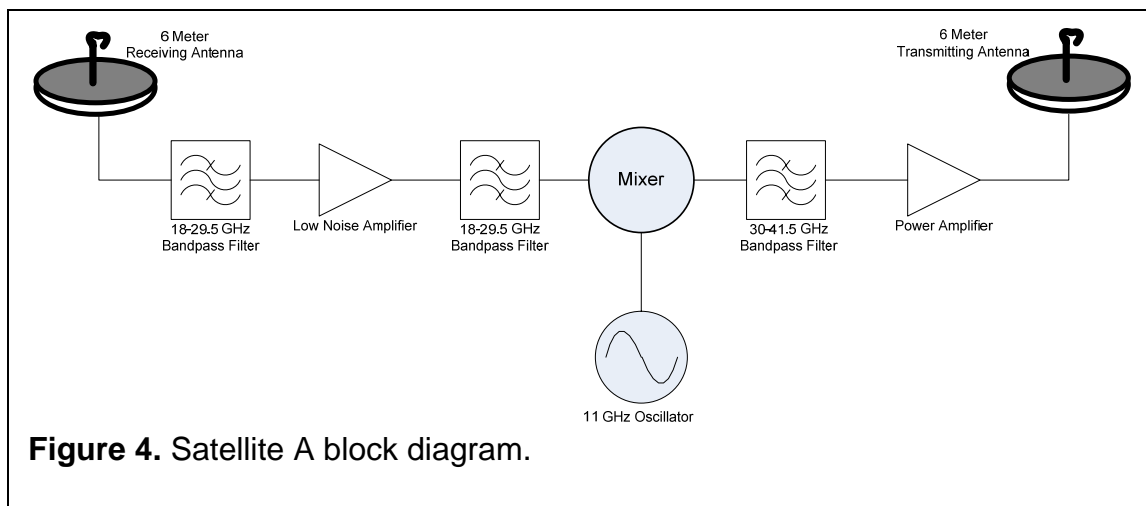 6 Meter
Receiving Antenna
6 Meter
Transmitting Antenna
Mixer
18-29.5 GHz
Bandpass Filter
Low Noise Amplifier
18-29.5 GHz
Bandpass Filter
30-41.5 GHz
Bandpass Filter
Power Amplifier
11 GHz Oscillator
Figure 4. Satellite A block diagram.